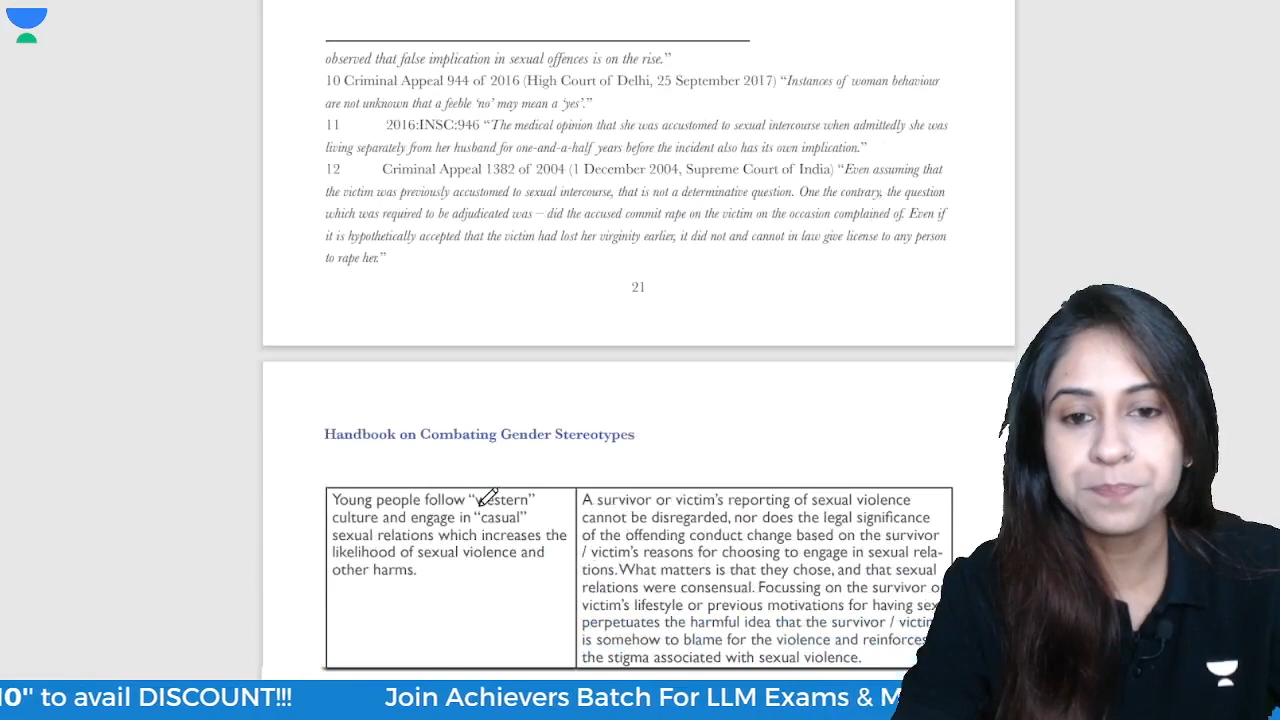 observed that false implication in sexual offences is on the rise.”
10 Criminal Appeal 944 of 2016 (High Court of Delhi, 25 September 2017) “Instances of woman behaviour
are not unknown that a feeble ‘no’ may mean a ‘yes’.”
11 2016:INSC:946 “The medical opinion that she was accustomed to sexual intercourse when admittedly she was
living separately from her husband for one-and-a-half years before the incident also has its own implication.”
12 Criminal Appeal 1382 of 2004 (1 December 2004, Supreme Court of India) “Even assuming that
the victim was previously accustomed to sexual intercourse, that is not a determinative question. One the contrary, the question
which was required to be adjudicated was – did the accused commit rape on the victim on the occasion complained of. Even if
it is hypothetically accepted that the victim had lost her virginity earlier, it did not and cannot in law give license to any person
to rape her.”
21
Handbook on Combating Gender Stereotypes
Young people follow “western”
culture and engage in “casual”
sexual relations which increases the
likelihood of sexual violence and
other harms.
A survivor or victim’s reporting of sexual violence
cannot be disregarded, nor does the legal significance
of the offending conduct change based on the survivor
/ victim’s reasons for choosing to engage in sexual rela-
tions. What matters is that they chose, and that sexual
relations were consensual. Focussing on the survivor or
victim’s lifestyle or previous motivations for having sex
perpetuates the harmful idea that the survivor / victim
is somehow to blame for the violence and reinforces
the stigma associated with sexual violence.
10" to avail DISCOUNT!!! Join Achievers Batch For LLM Exams &